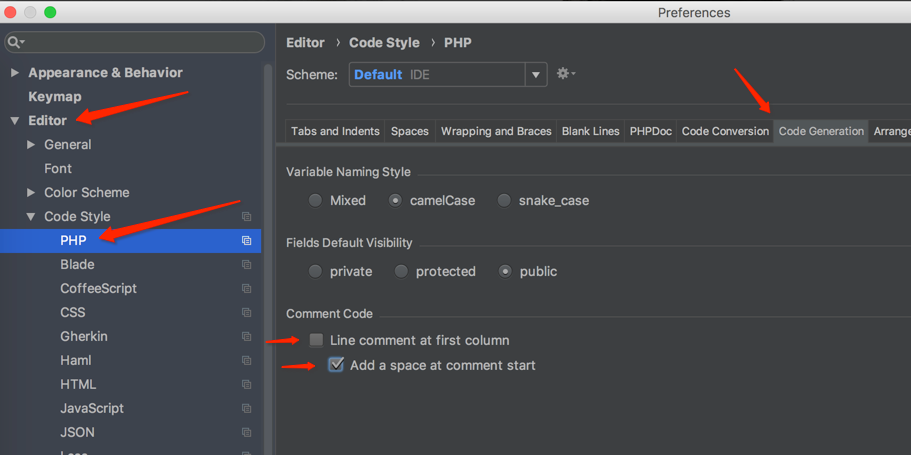 Preferences
Appearance & Behavior
Keymap
Editor
General
Font
Color Scheme
Code Style
PHP
Blade
CoffeeScript
CSS
Gherkin
Haml
HTML
JavaScript
JSON
Editor › Code Style › PHP
Scheme: Default IDE
Tabs and Indents Spaces Wrapping and Braces Blank Lines PHPDoc Code Conversion Code Generation Arrange
Variable Naming Style
Mixed camelCase snake_case
Fields Default Visibility
private protected public
Comment Code
Line comment at first column
Add a space at comment start